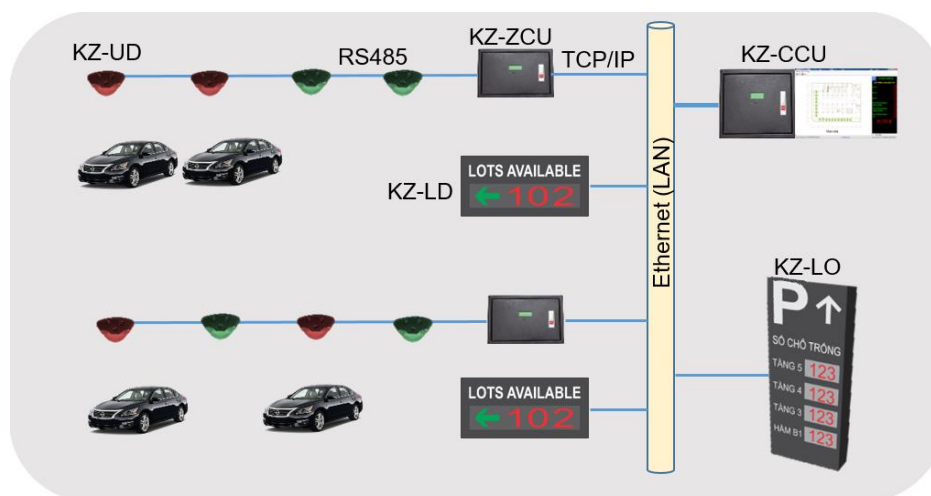 KZ-UD
RS485
KZ-ZCU
TCP/IP
KZ-CCU
LOTS AVAILABLE
102
KZ-LD
Ethernet (LAN)
KZ-LO
P
SỐ CHỖ TRỐNG
TẦNG 5 123
TẦNG 4 123
TẦNG 3 123
HẦM B1 123
LOTS AVAILABLE
102